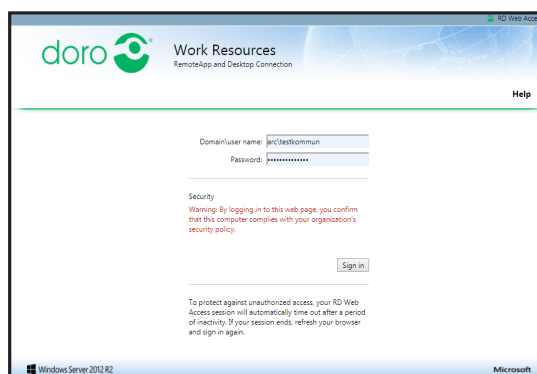 RD Web Acce
doro
Work Resources
RemoteApp and Desktop Connection
Help
Domain\user name: arc\testkommun
Password: ••••••••••••••
Security
Warning: By logging in to this web page, you confirm
that this computer complies with your organization's
security policy.
Sign in
To protect against unauthorized access, your RD Web
Access session will automatically time out after a period
of inactivity. If your session ends, refresh your browser
and sign in again.
Windows Server 2012 R2
Microsoft